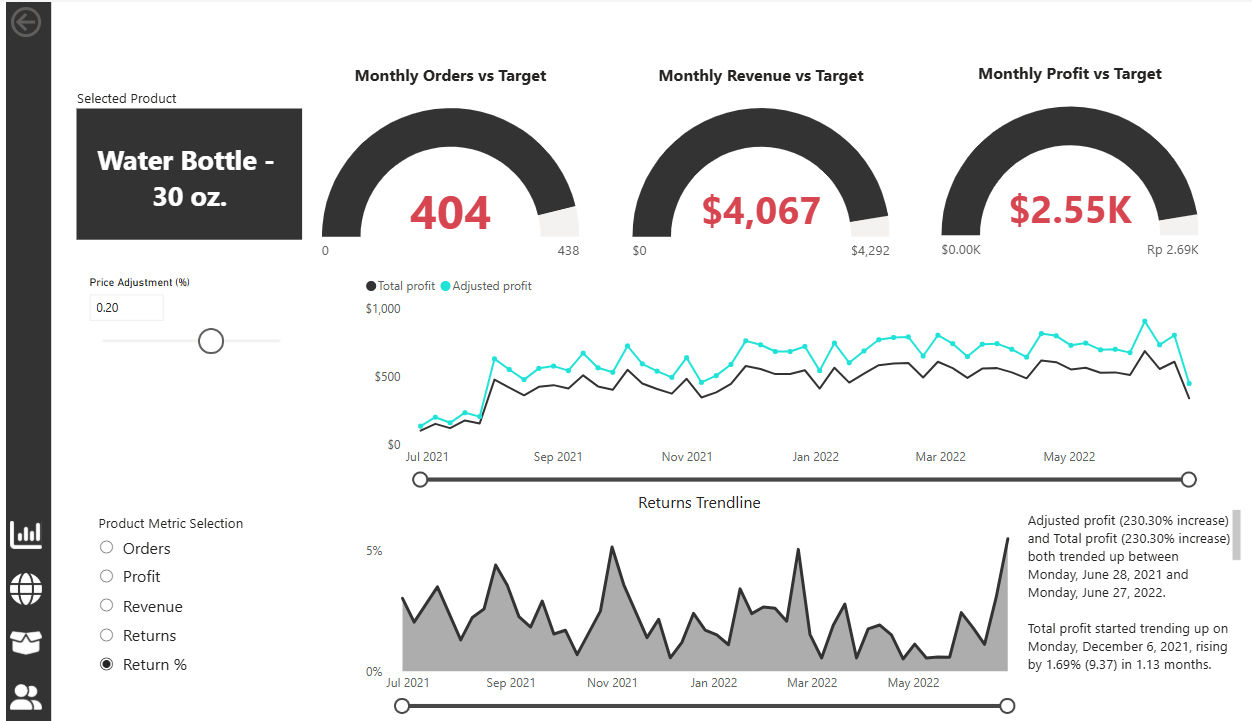 Monthly Orders vs Target
Monthly Revenue vs Target
Monthly Profit vs Target
Selected Product
Water Bottle -
30 oz.
404
0
438
$4,067
$0
$4,292
$2.55K
$0.00K
Rp 2.69K
Price Adjustment (%)
0.20
Total profit
Adjusted profit
$1,000
$500
$0
Jul 2021
Sep 2021
Nov 2021
Jan 2022
Mar 2022
May 2022
Product Metric Selection
Orders
Profit
Revenue
Returns
Return %
Returns Trendline
5%
0%
Jul 2021
Sep 2021
Nov 2021
Jan 2022
Mar 2022
May 2022
Adjusted profit (230.30% increase)
and Total profit (230.30% increase)
both trended up between
Monday, June 28, 2021 and
Monday, June 27, 2022.
Total profit started trending up on
Monday, December 6, 2021, rising
by 1.69% (9.37) in 1.13 months.